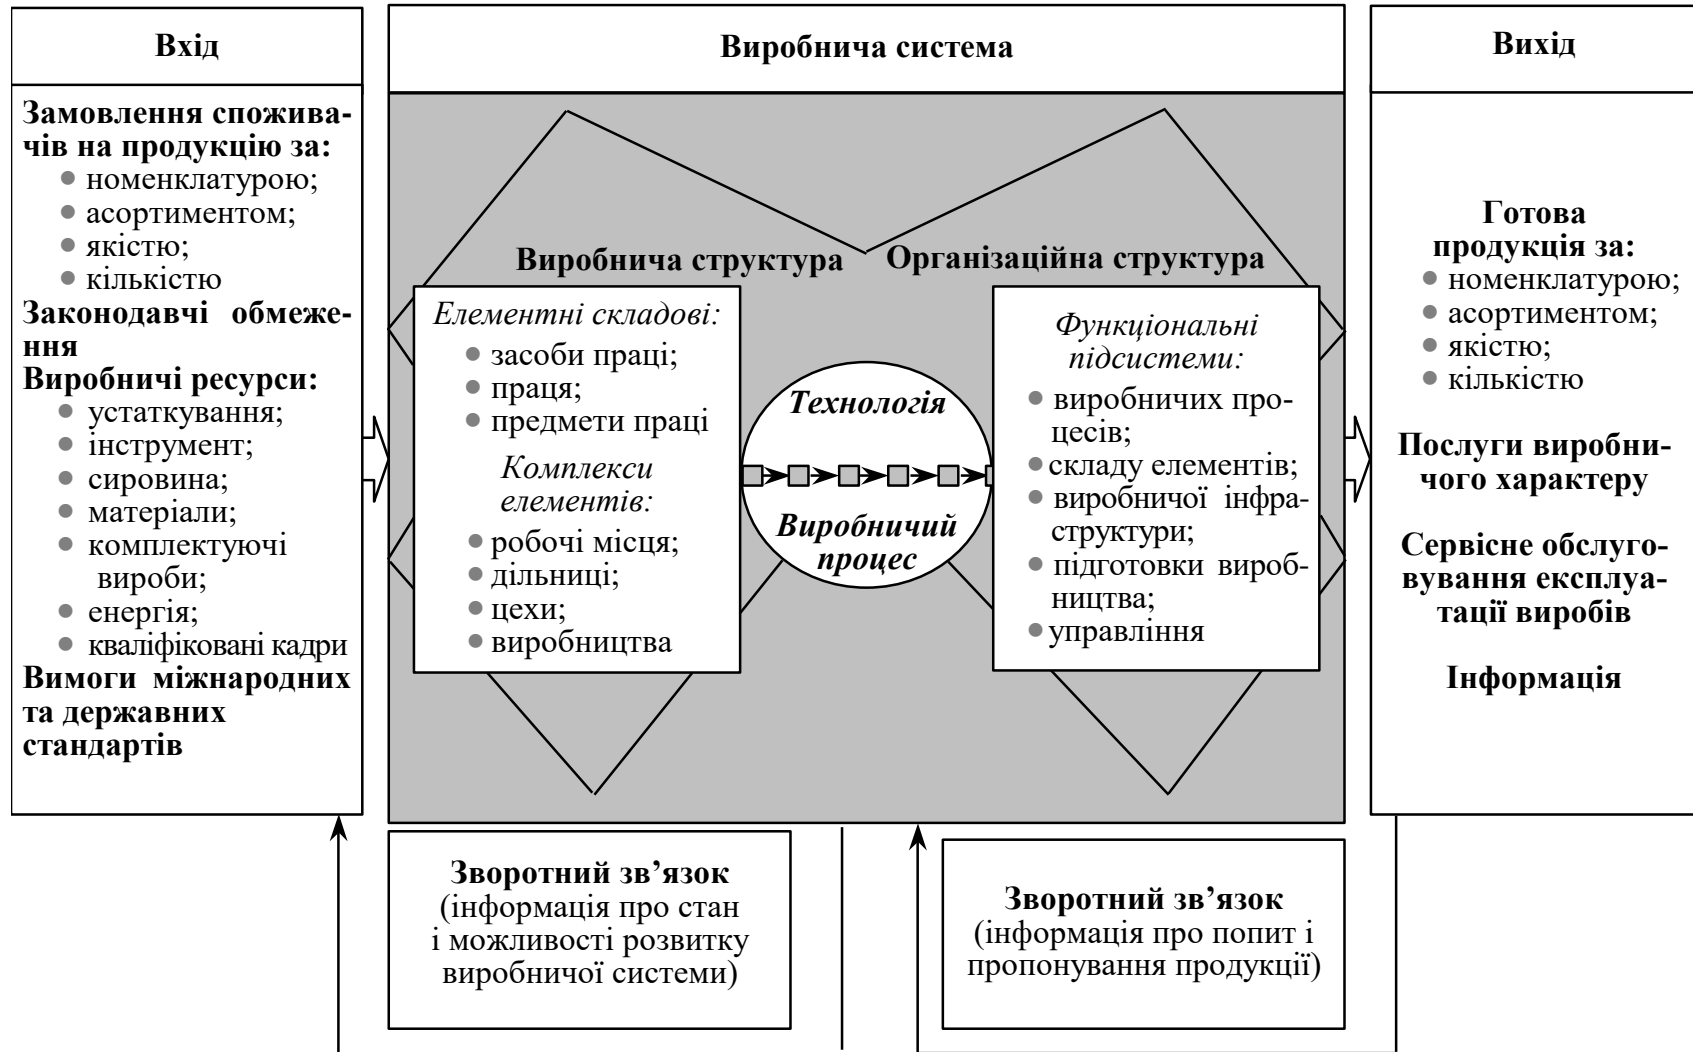 Вхід
Замовлення спожива-
чів на продукцію за:
номенклатурою;
асортиментом;
якістю;
кількістю
Законодавчі обмеже-
ння
Виробничі ресурси:
устаткування;
інструмент;
сировина;
матеріали;
комплектуючі
вироби;
енергія;
кваліфіковані кадри
Вимоги міжнародних
та державних
стандартів
Виробнича система
Виробнича структура
Елементні складові:
засоби праці;
праця;
предмети праці
Комплекси
елементів:
робочі місця;
дільниці;
цехи;
виробництва
Технологія
Виробничий
процес
Організаційна структура
Функціональні
підсистеми:
виробничих про-
цесів;
складу елементів;
виробничої інфра-
структури;
підготовки вироб-
ництва;
управління
Вихід
Готова
продукція за:
номенклатурою;
асортиментом;
якістю;
кількістю
Послуги виробни-
чого характеру
Сервісне обслуго-
вування експлуа-
тації виробів
Інформація
Зворотний зв’язок
(інформація про стан
і можливості розвитку
виробничої системи)
Зворотний зв’язок
(інформація про попит і
пропонування продукції)